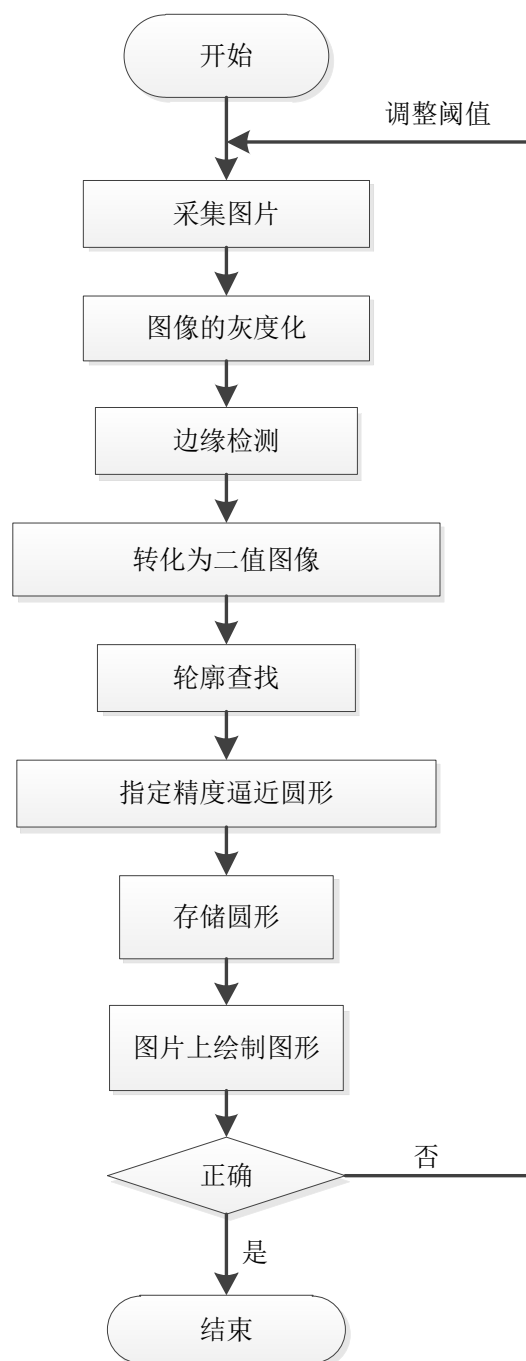 开始
调整阈值
采集图片
图像的灰度化
边缘检测
转化为二值图像
轮廓查找
指定精度逼近圆形
存储圆形
图片上绘制图形
正确
否
是
结束